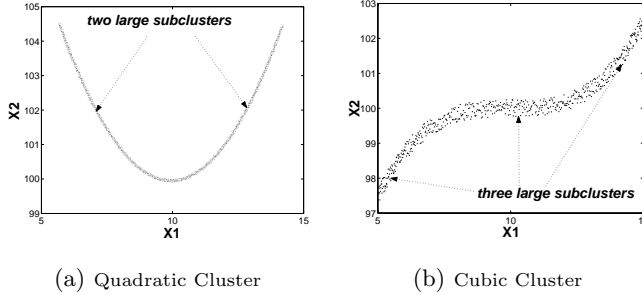 two large subclusters
X2
105
104
103
102
101
100
99
5
10
15
X1
(a) Quadratic Cluster
X2
103
102
101
100
99
98
97
5
10
three large subclusters
X1
(b) Cubic Cluster